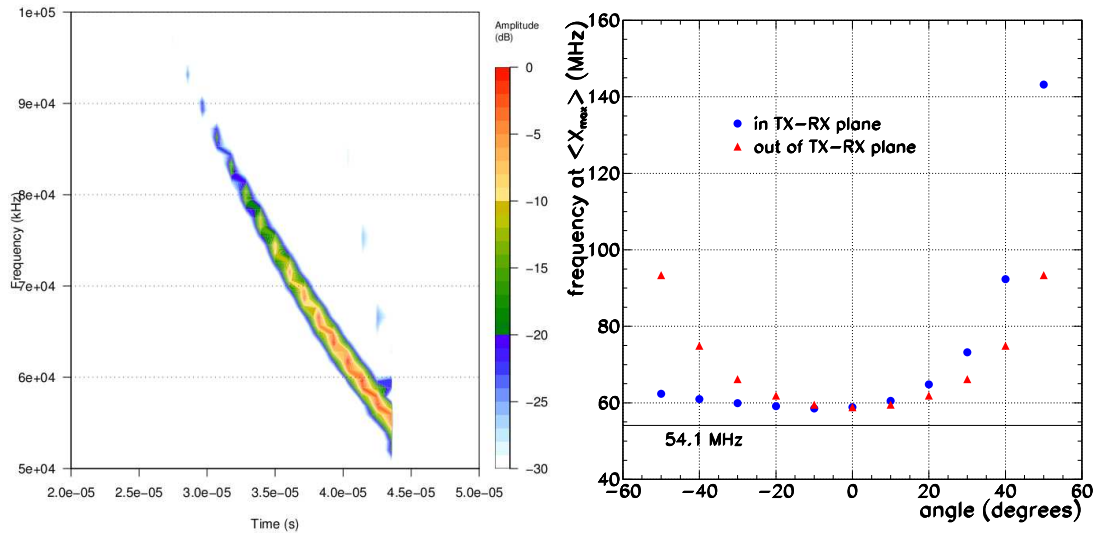 Amplitude
(dB)
1e+05
9e+04
8e+04
7e+04
6e+04
5e+04
Frequency (kHz)
2.0e-05 2.5e-05 3.0e-05 3.5e-05 4.0e-05 4.5e-05 5.0e-05
Time (s)
0
−5
−10
−15
−20
−25
−30
frequency at <Xmax> (MHz)
160
140
120
100
80
60
40
in TX−RX plane
out of TX−RX plane
54.1 MHz
−60 −40 −20 0 20 40 60
angle (degrees)